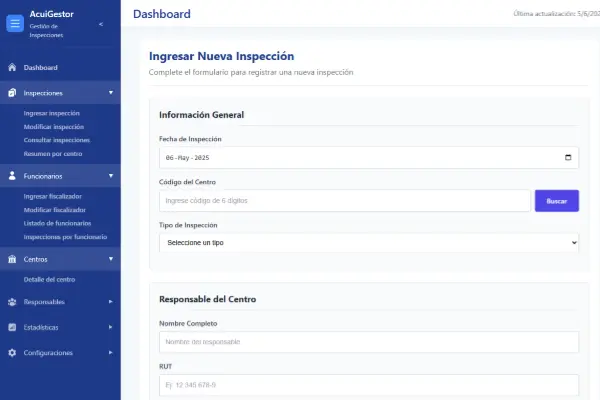 AcuiGestor
Gestión de
Inspecciones
<
Dashboard
Inspecciones
Ingresar inspección
Modificar inspección
Consultar inspecciones
Resumen por centro
Funcionarios
Ingresar fiscalizador
Modificar fiscalizador
Listado de funcionarios
Inspecciones por funcionario
Centros
Detalle del centro
Responsables
Estadísticas
Configuraciones
Dashboard
Última actualización: 5/6/202
Ingresar Nueva Inspección
Complete el formulario para registrar una nueva inspección
Información General
Fecha de Inspección
06-May-2025
Código del Centro
Ingrese código de 6 dígitos
Buscar
Tipo de Inspección
Seleccione un tipo
Responsable del Centro
Nombre Completo
Nombre del responsable
RUT
Ej: 12.345.678-9